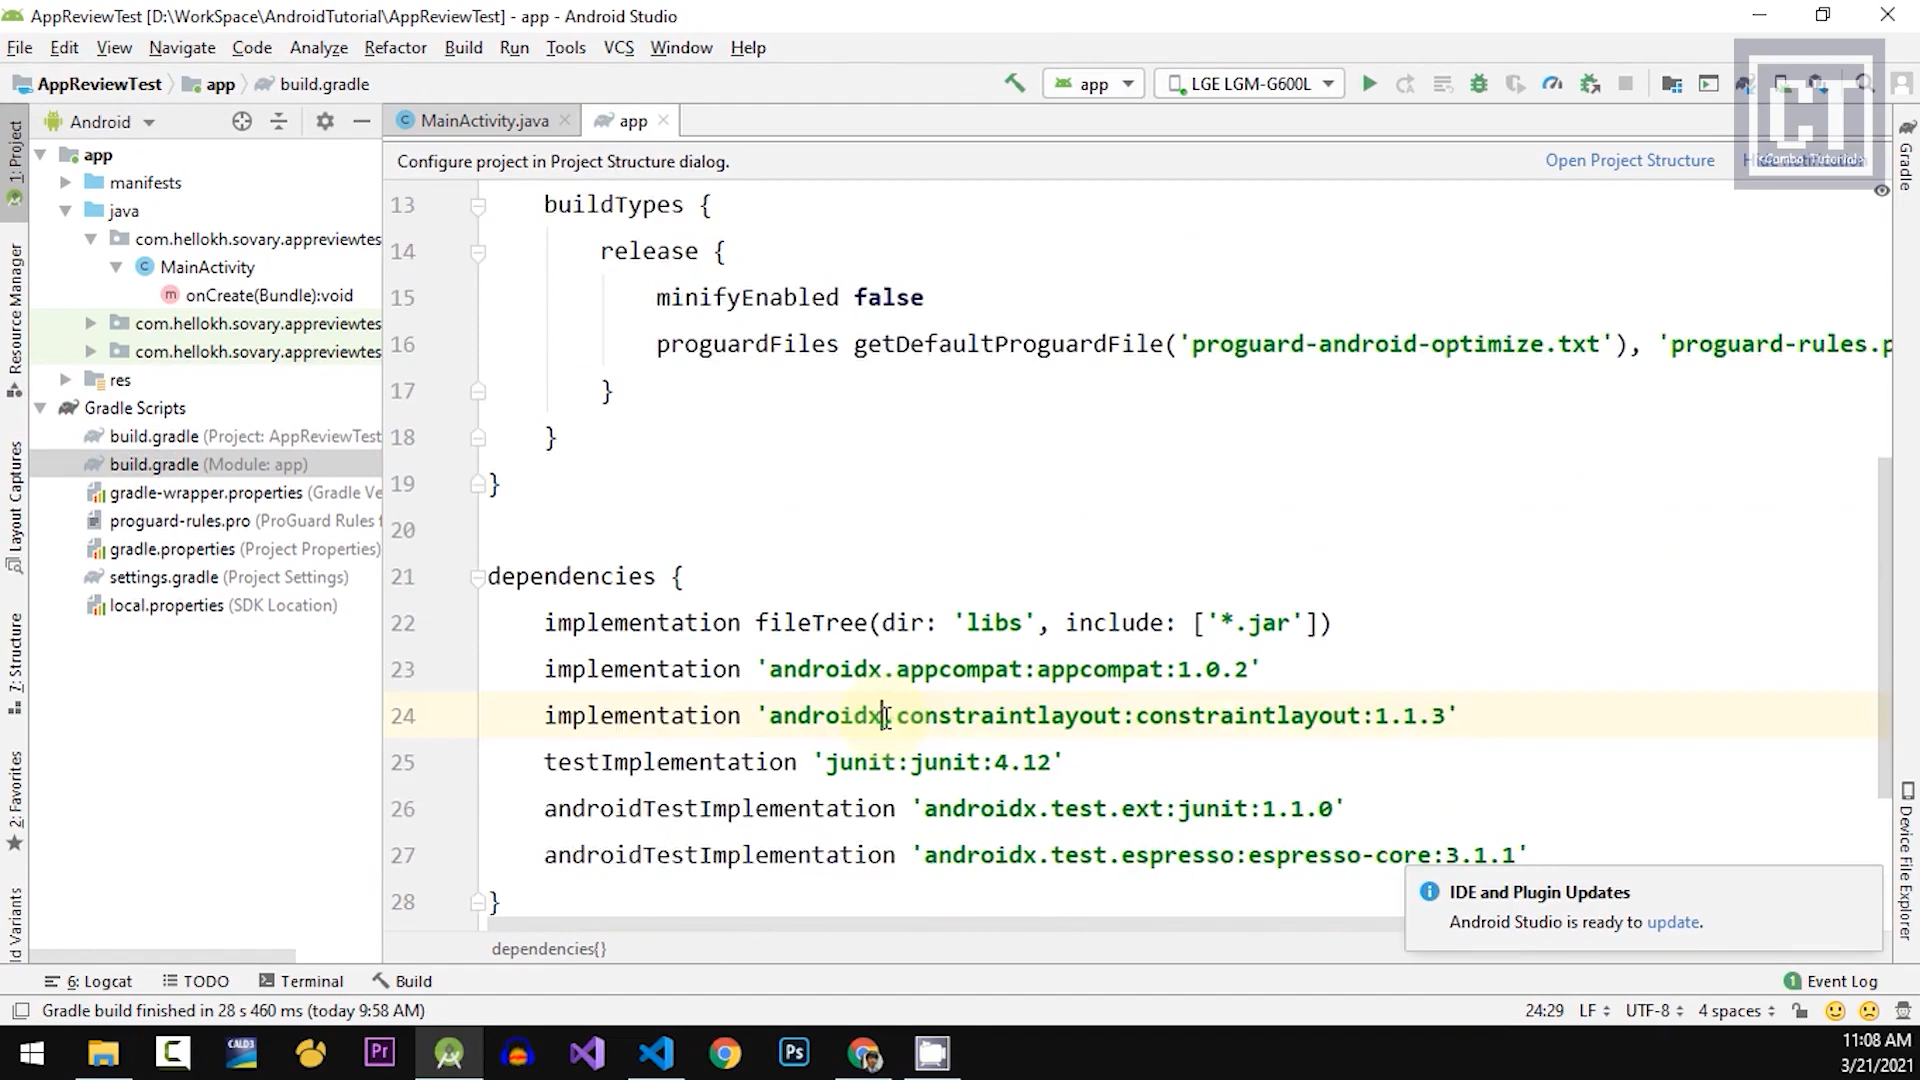 AppReviewTest [D:\WorkSpace\AndroidTutorial\AppReviewTest] - app - Android Studio
File Edit View Navigate Code Analyze Refactor Build Run Tools VCS Window Help
AppReviewTest app build.gradle
app LGE LGM-G600L
Android
MainActivity.java app
Configure project in Project Structure dialog.
Open Project Structure
CT
Cambo Tutorial
1: Project
Resource Manager
Layout Captures
7: Structure
2: Favorites
ld Variants
app
manifests
java
com.hellokh.sovary.appreviewtes
MainActivity
onCreate(Bundle):void
com.hellokh.sovary.appreviewtes
com.hellokh.sovary.appreviewtes
res
Gradle Scripts
build.gradle (Project: AppReviewTest
build.gradle (Module: app)
gradle-wrapper.properties (Gradle Ve
proguard-rules.pro (ProGuard Rules f
gradle.properties (Project Properties)
settings.gradle (Project Settings)
local.properties (SDK Location)
13 buildTypes {
14 release {
15 minifyEnabled false
16 proguardFiles getDefaultProguardFile('proguard-android-optimize.txt'), 'proguard-rules.p
17 }
18 }
19 }
20
21 dependencies {
22 implementation fileTree(dir: 'libs', include: ['*.jar'])
23 implementation 'androidx.appcompat:appcompat:1.0.2'
24 implementation 'androidx.constraintlayout:constraintlayout:1.1.3'
25 testImplementation 'junit:junit:4.12'
26 androidTestImplementation 'androidx.test.ext:junit:1.1.0'
27 androidTestImplementation 'androidx.test.espresso:espresso-core:3.1.1'
28 }
dependencies{}
Gradle
Device File Explorer
IDE and Plugin Updates
Android Studio is ready to update.
6: Logcat TODO Terminal Build
1 Event Log
Gradle build finished in 28 s 460 ms (today 9:58 AM)
24:29 LF UTF-8 4 spaces
CALD3
Pr
Ps
11:08 AM
3/21/2021